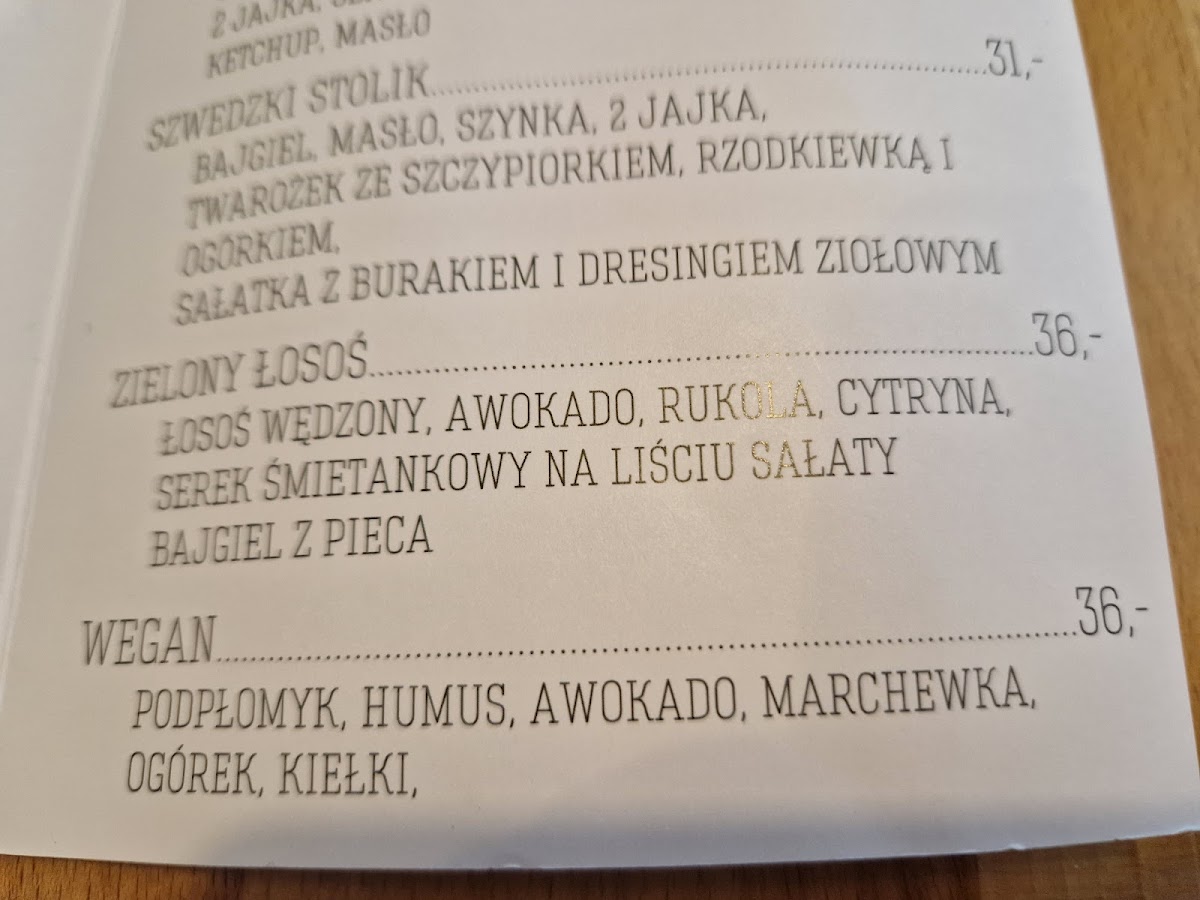 2 JAJKA,
KETCHUP, MASŁO
SZWEDZKI STOLIK 31,-
BAJGIEL, MASŁO, SZYNKA, 2 JAJKA,
TWAROŻEK ZE SZCZYPIORKIEM, RZODKIEWKĄ I
OGÓRKIEM,
SAŁATKA Z BURAKIEM I DRESINGIEM ZIOŁOWYM
ZIELONY ŁOSOŚ 36,-
ŁOSOŚ WĘDZONY, AWOKADO, RUKOLA, CYTRYNA,
SEREK ŚMIETANKOWY NA LIŚCIU SAŁATY
BAJGIEL Z PIECA
WEGAN 36,-
PODPŁOMYK, HUMUS, AWOKADO, MARCHEWKA,
OGÓREK, KIEŁKI,